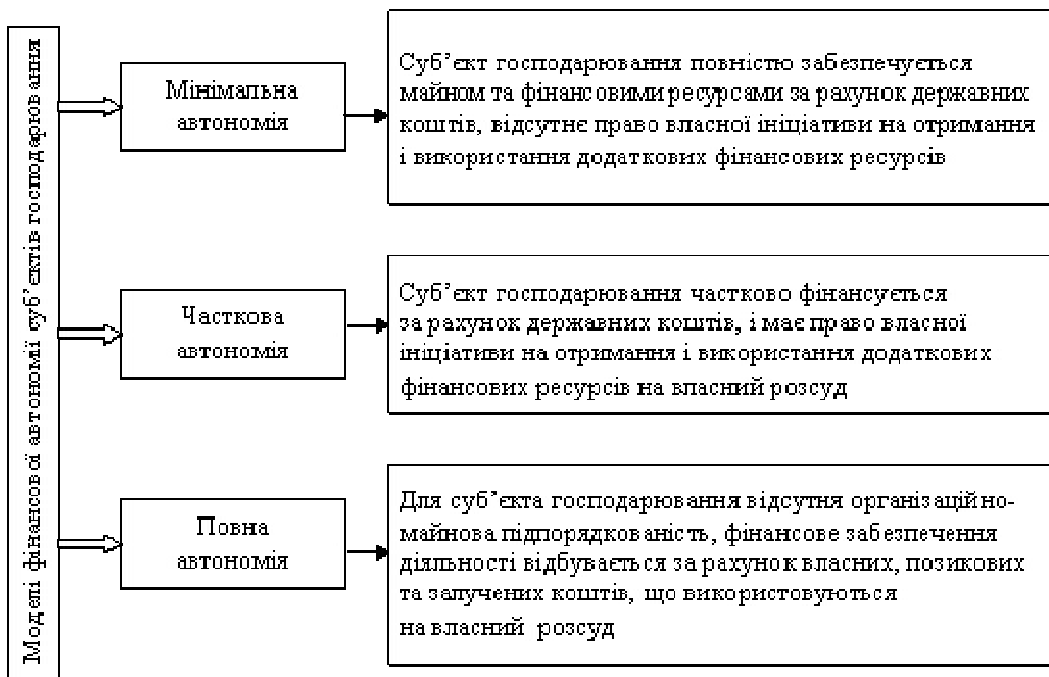 Моделі фінансової автономії суб’єктів господарювання
Мінімальна
автономія
Суб’єкт господарювання повністю забезпечується
майном та фінансовими ресурсами за рахунок державних
коштів, відсутнє право власної ініціативи на отримання
і використання додаткових фінансових ресурсів
Часткова
автономія
Суб’єкт господарювання частково фінансується
за рахунок державних коштів, і має право власної
ініціативи на отримання і використання додаткових
фінансових ресурсів на власний розсуд
Повна
автономія
Для суб’єкта господарювання відсутня організаційно-
майнова підпорядкованість, фінансове забезпечення
діяльності відбувається за рахунок власних, позикових
та залучених коштів, що використовуються
на власний розсуд